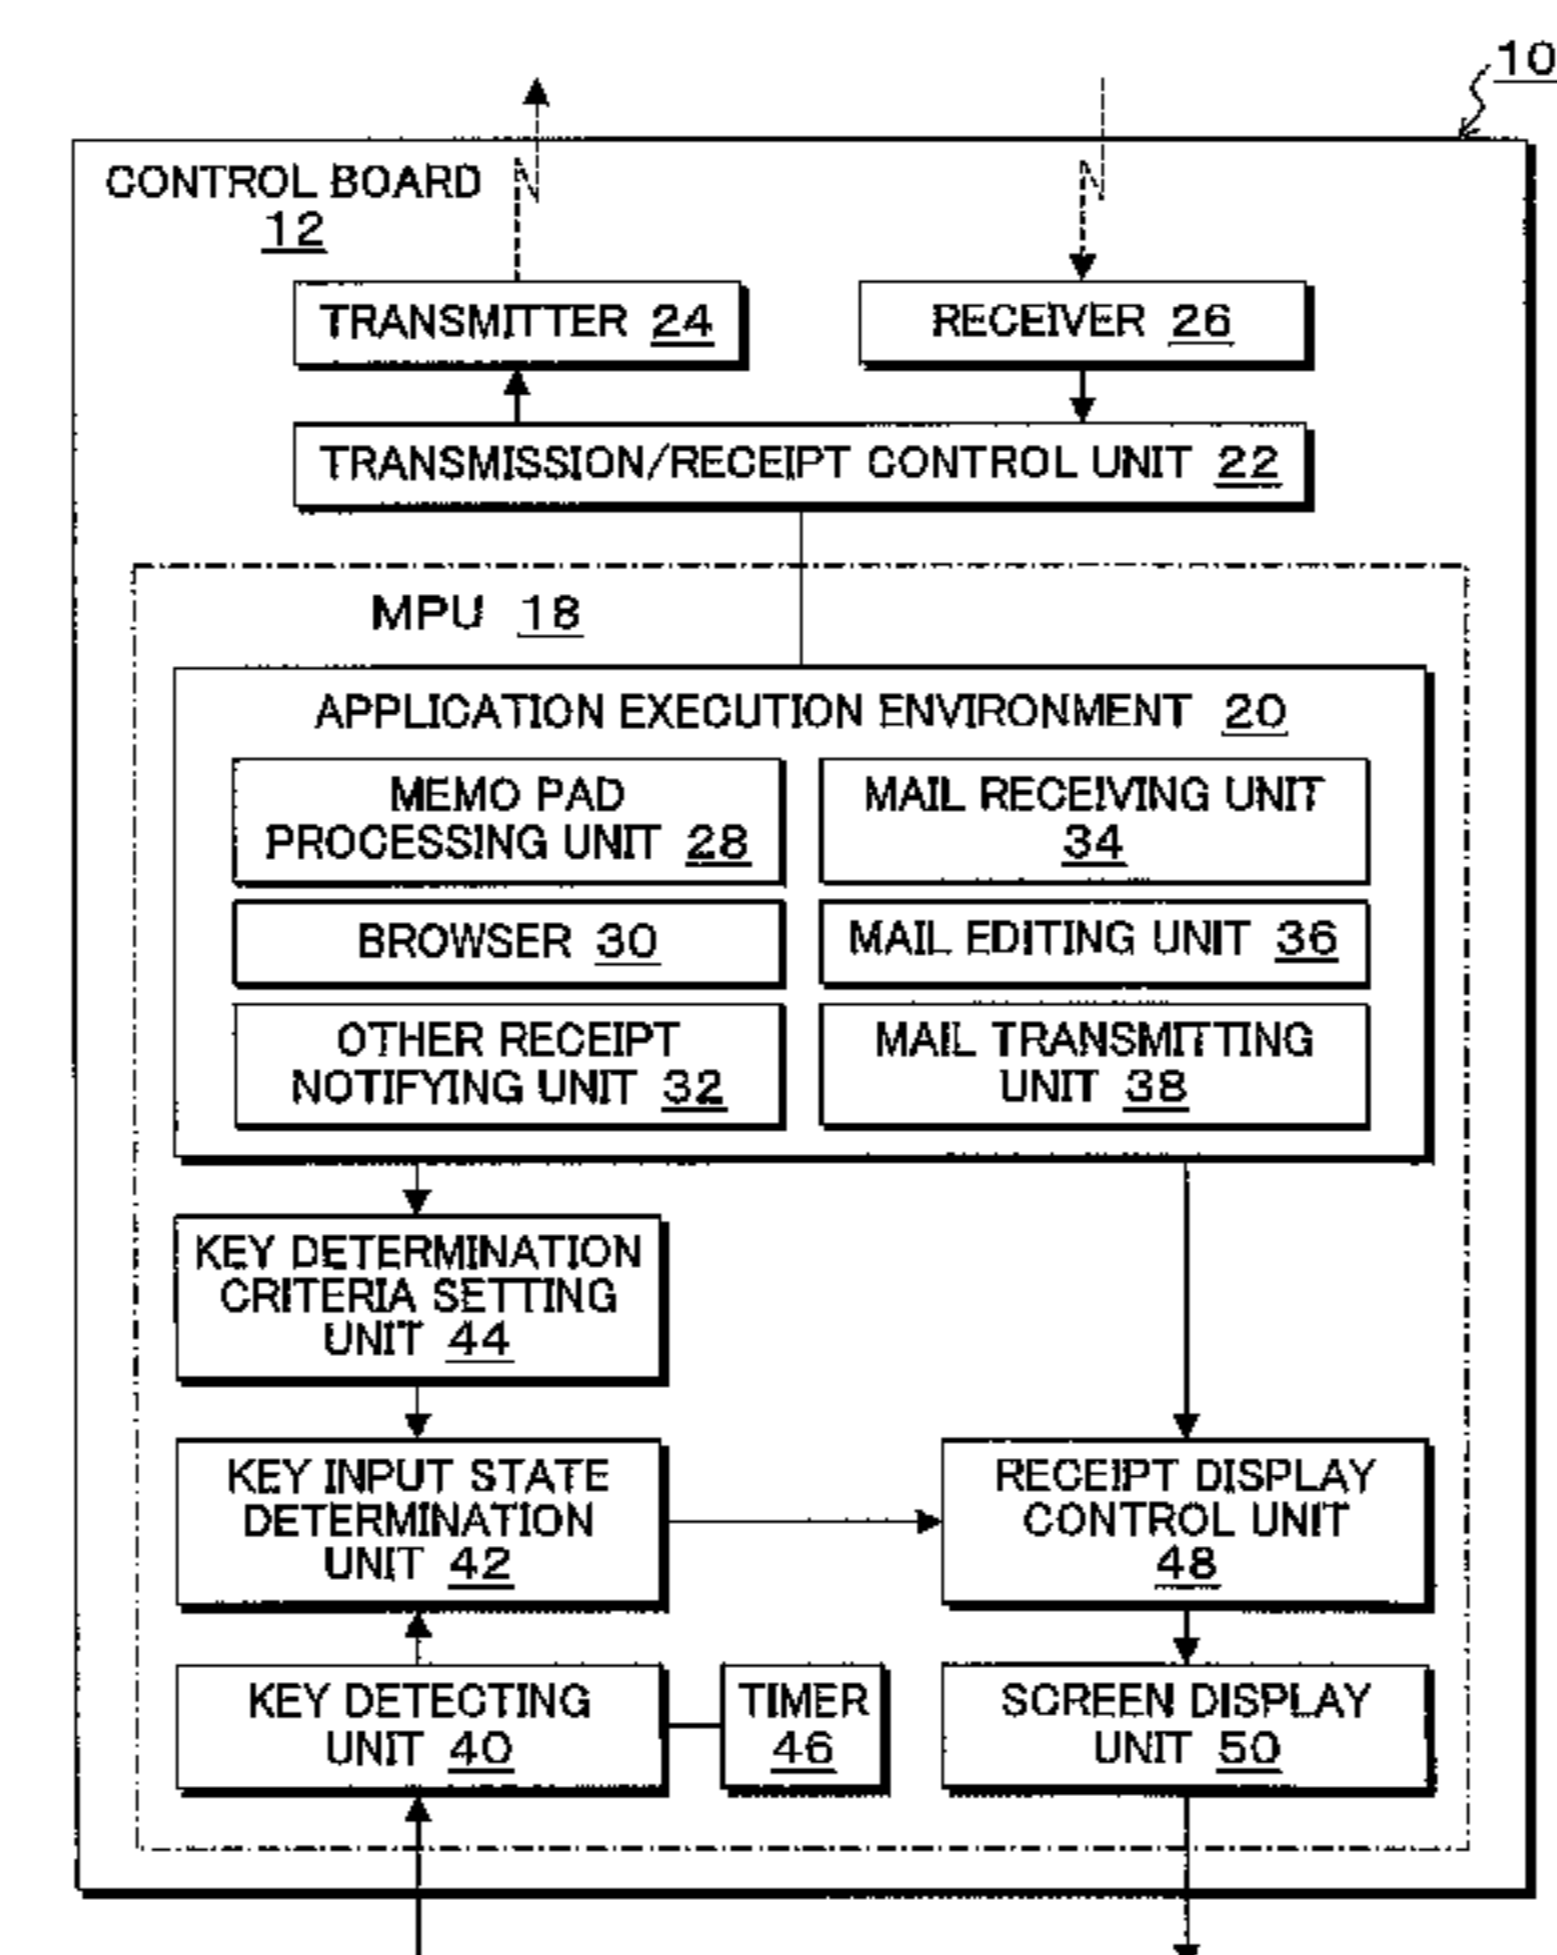 10
CONTROL BOARD
12
TRANSMITTER 24
RECEIVER 26
TRANSMISSION/RECEIPT CONTROL UNIT 22
MPU 18
APPLICATION EXECUTION ENVIRONMENT 20
MEMO PAD
PROCESSING UNIT 28
MAIL RECEIVING UNIT
34
BROWSER 30
MAIL EDITING UNIT 36
OTHER RECEIPT
NOTIFYING UNIT 32
MAIL TRANSMITTING
UNIT 38
KEY DETERMINATION
CRITERIA SETTING
UNIT 44
KEY INPUT STATE
DETERMINATION
UNIT 42
RECEIPT DISPLAY
CONTROL UNIT
48
KEY DETECTING
UNIT 40
TIMER
46
SCREEN DISPLAY
UNIT 50